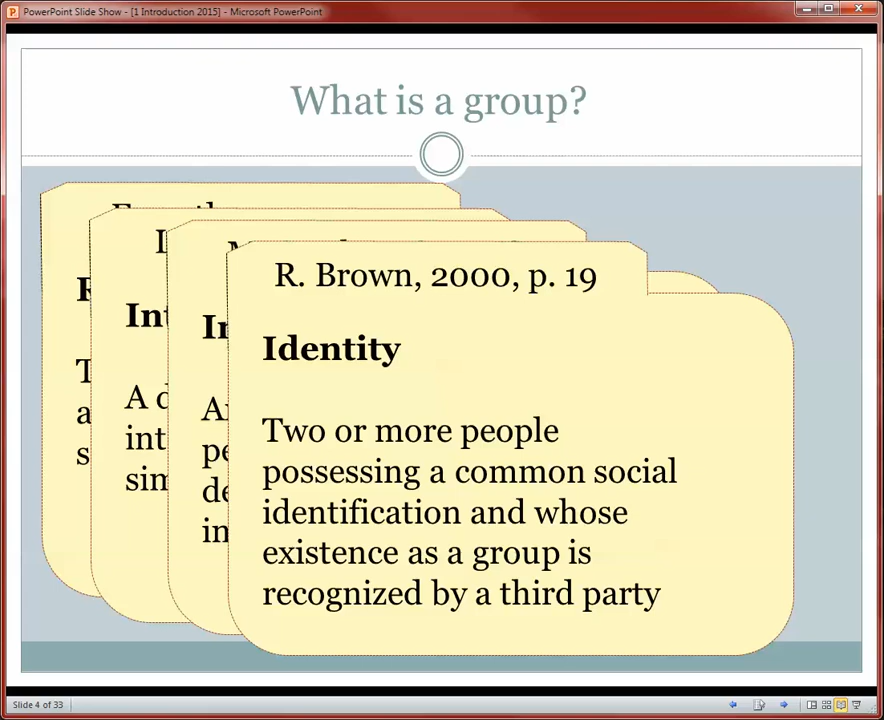 PowerPoint Slide Show - [1 Introduction 2015] - Microsoft PowerPoint
What is a group?
R. Brown, 2000, p. 19
Identity
Two or more people
possessing a common social
identification and whose
existence as a group is
recognized by a third party
Slide 4 of 33